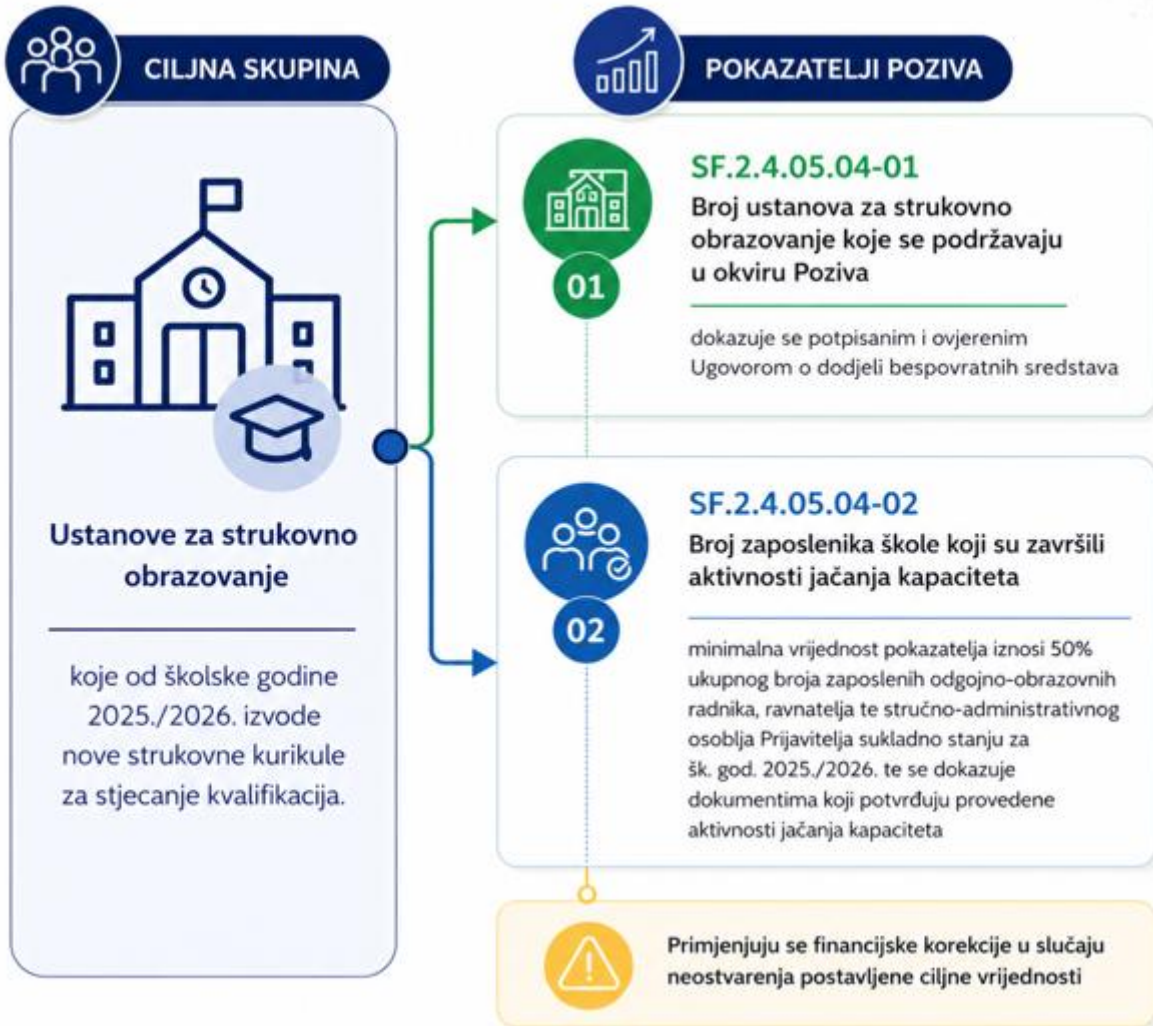 CILJNA SKUPINA
Ustanove za strukovno
obrazovanje
koje od školske godine
2025./2026. izvode
nove strukovne kurikule
za stjecanje kvalifikacija.
POKAZATELJI POZIVA
01
SF.2.4.05.04-01
Broj ustanova za strukovno
obrazovanje koje se podržavaju
u okviru Poziva
dokazuje se potpisanim i ovjerenim
Ugovorom o dodjeli bespovratnih sredstava
02
SF.2.4.05.04-02
Broj zaposlenika škole koji su završili
aktivnosti jačanja kapaciteta
minimalna vrijednost pokazatelja iznosi 50%
ukupnog broja zaposlenih odgojno-obrazovnih
radnika, ravnatelja te stručno-administrativnog
osoblja Prijavitelja sukladno stanju za
šk. god. 2025./2026. te se dokazuje
dokumentima koji potvrđuju provedene
aktivnosti jačanja kapaciteta
Primjenjuju se financijske korekcije u slučaju
neostvarenja postavljene ciljne vrijednosti